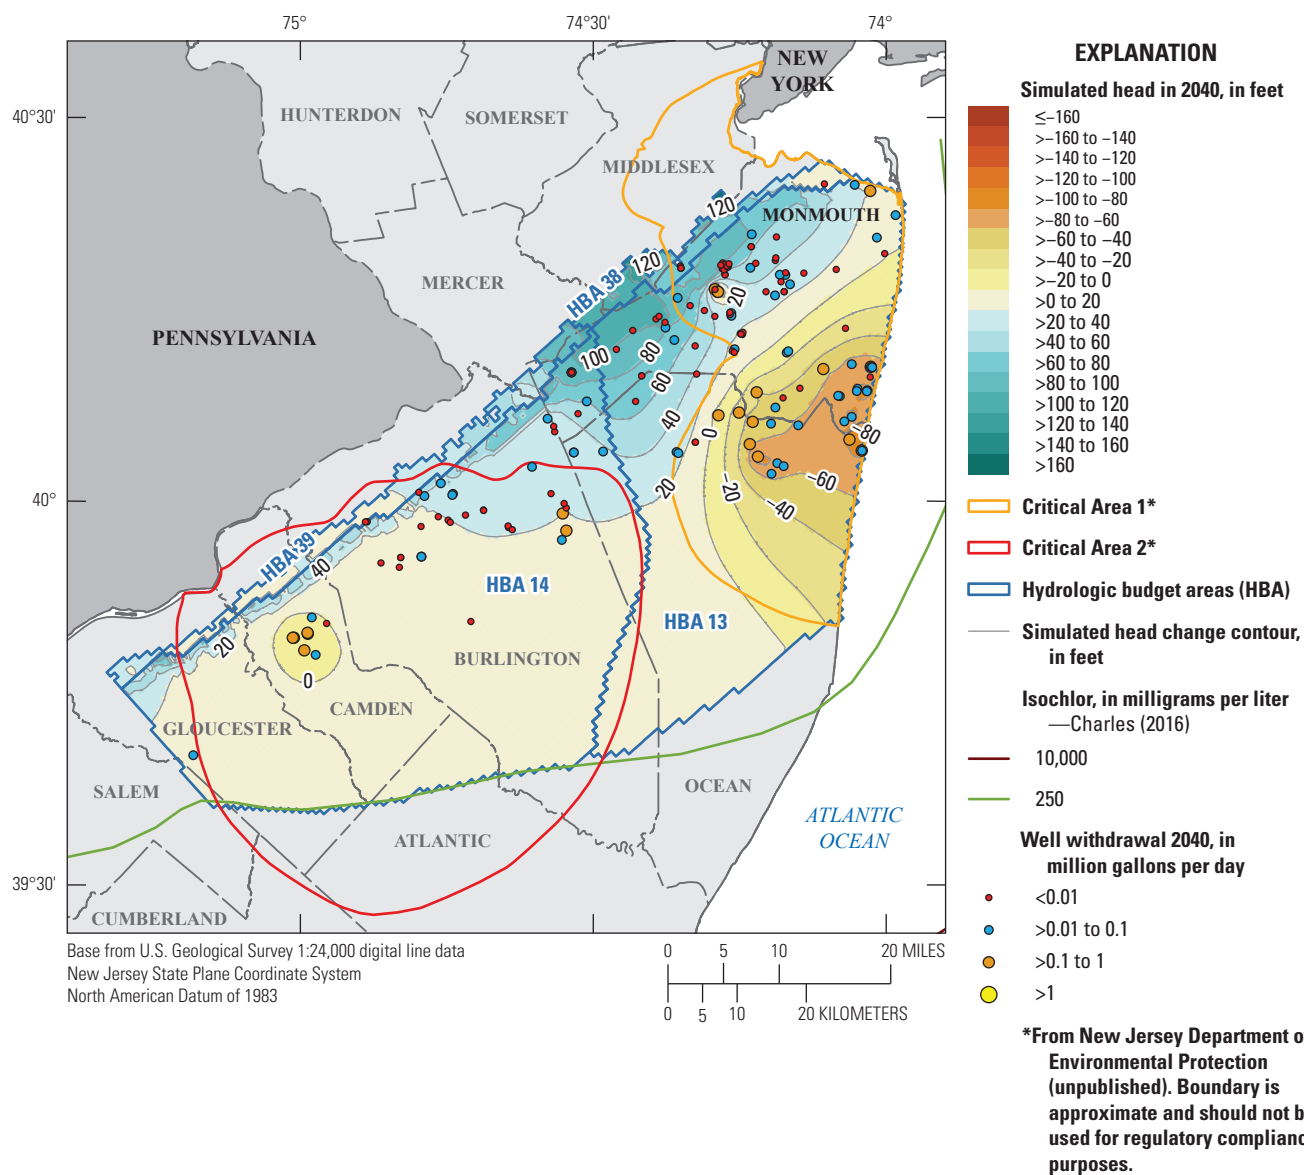 75°
74°30'
74°
40°30'
40°
39°30'
NEW
YORK
HUNTERDON
SOMERSET
MIDDLESEX
MONMOUTH
MERCER
PENNSYLVANIA
HBA 38
HBA 39
HBA 14
HBA 13
BURLINGTON
CAMDEN
GLOUCESTER
SALEM
OCEAN
ATLANTIC
CUMBERLAND
ATLANTIC
OCEAN
120
120
20
100
80
60
40
0
20
−20
−40
−60
−80
40
20
0
Base from U.S. Geological Survey 1:24,000 digital line data
New Jersey State Plane Coordinate System
North American Datum of 1983
0 5 10 20 MILES
0 5 10 20 KILOMETERS
EXPLANATION
Simulated head in 2040, in feet
≤−160
>−160 to −140
>−140 to −120
>−120 to −100
>−100 to −80
>−80 to −60
>−60 to −40
>−40 to −20
>−20 to 0
>0 to 20
>20 to 40
>40 to 60
>60 to 80
>80 to 100
>100 to 120
>120 to 140
>140 to 160
>160
Critical Area 1*
Critical Area 2*
Hydrologic budget areas (HBA)
Simulated head change contour,
in feet
Isochlor, in milligrams per liter
—Charles (2016)
10,000
250
Well withdrawal 2040, in
million gallons per day
<0.01
>0.01 to 0.1
>0.1 to 1
>1
*From New Jersey Department o
Environmental Protection
(unpublished). Boundary is
approximate and should not b
used for regulatory complianc
purposes.